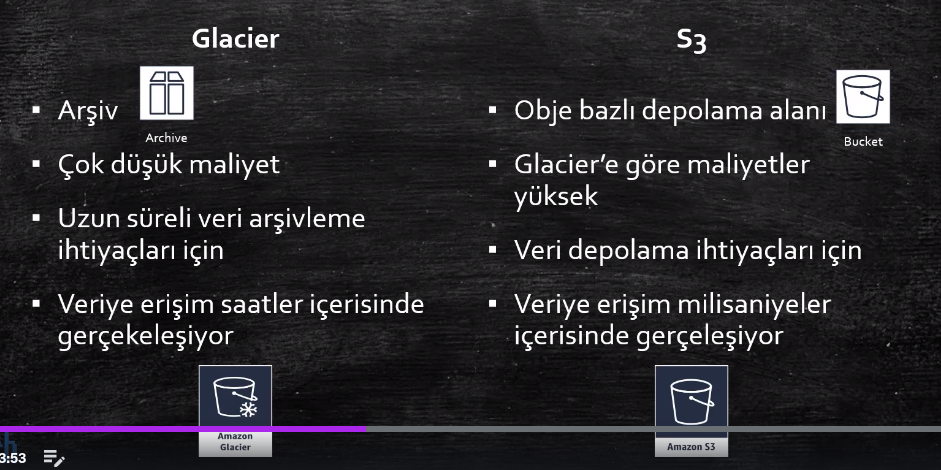 Glacier
Arşiv
Archive
Çok düşük maliyet
Uzun süreli veri arşivleme
ihtiyaçları için
Veriye erişim saatler içerisinde
gerçekeleşiyor
Amazon
Glacier
S3
Obje bazlı depolama alanı
Bucket
Glacier’e göre maliyetler
yüksek
Veri depolama ihtiyaçları için
Veriye erişim milisaniyeler
içerisinde gerçeleşiyor
Amazon S3
3:53